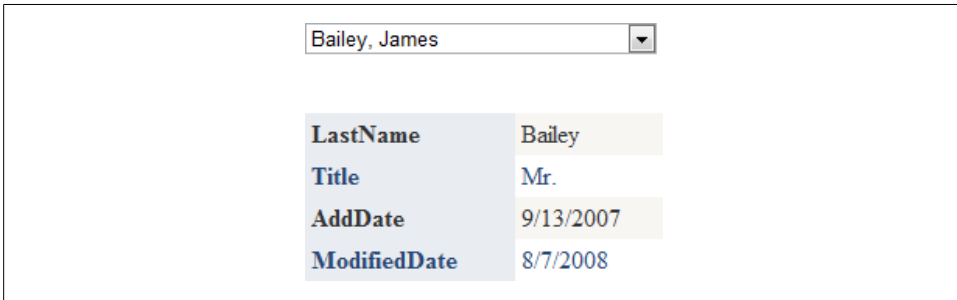 Bailey, James
LastName Bailey
Title Mr.
AddDate 9/13/2007
ModifiedDate 8/7/2008